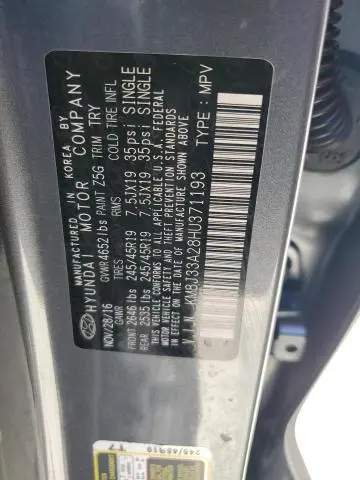 MANUFACTURED IN KOREA BY
HYUNDAI MOTOR COMPANY
NOV/28/16 GVWR 4652 lbs PAINT Z5G TRIM TRY
GAWR TIRES RIMS COLD TIRE INFL
FRONT 2646 lbs 245/45R19 7.5JX19 35psi SINGLE
REAR 2535 lbs 245/45R19 7.5JX19 35psi SINGLE
THIS VEHICLE CONFORMS TO ALL APPLICABLE U.S.A. FEDERAL
MOTOR VEHICLE SAFETY AND BUMPER STANDARDS
IN EFFECT ON THE DATE OF MANUFACTURE SHOWN ABOVE
V.I.N. KM8J33A28HU371193 TYPE: MPV
245/45R19